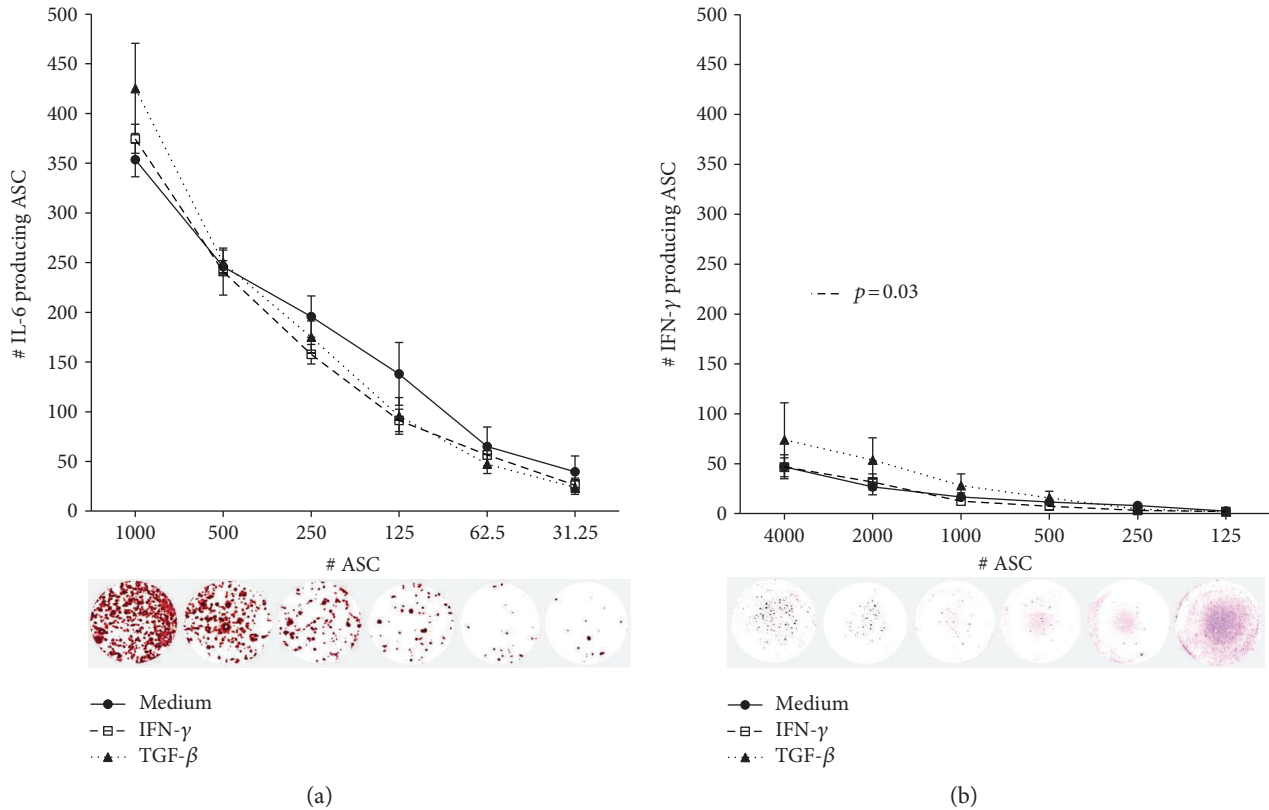 500
450
400
350
300
250
200
150
100
50
0
# IL-6 producing ASC
1000
500
250
125
62.5
31.25
# ASC
Medium
IFN-γ
TGF-β
(a)
500
450
400
350
300
250
200
150
100
50
0
# IFN-γ producing ASC
p = 0.03
4000
2000
1000
500
250
125
# ASC
Medium
IFN-γ
TGF-β
(b)